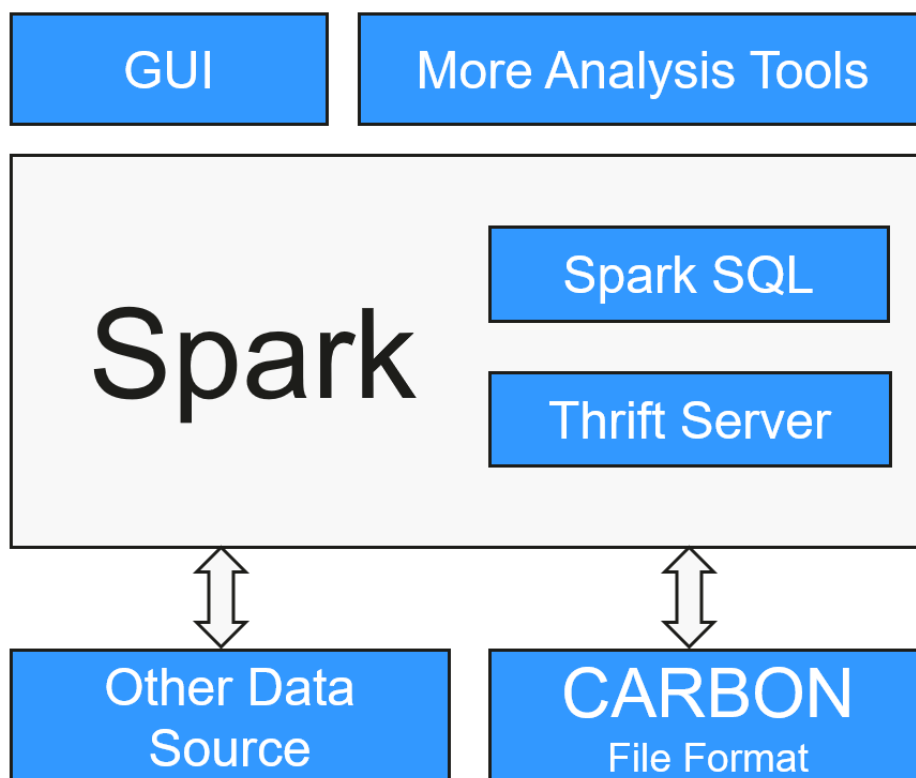 GUI
More Analysis Tools
Spark
Spark SQL
Thrift Server
Other Data
Source
CARBON
File Format